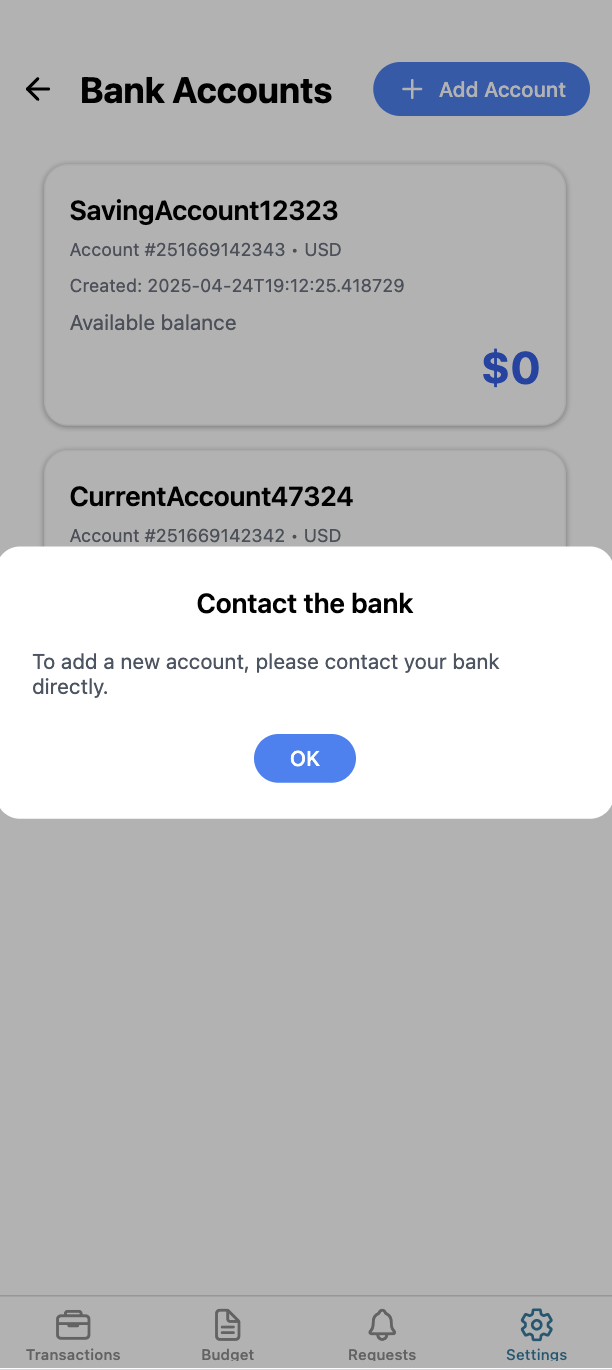 Bank Accounts
+ Add Account
SavingAccount12323
Account #251669142343 • USD
Created: 2025-04-24T19:12:25.418729
Available balance
$0
CurrentAccount47324
Account #251669142342 • USD
Contact the bank
To add a new account, please contact your bank
directly.
OK
Transactions
Budget
Requests
Settings